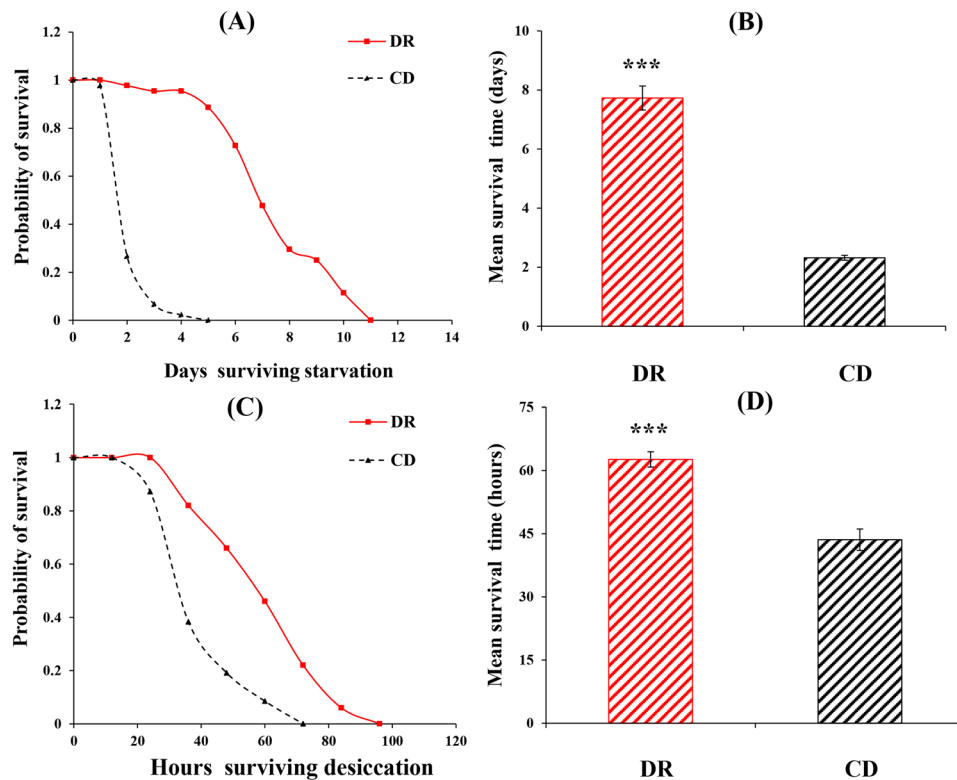 (A)
DR
CD
Probability of survival
1.2
1
0.8
0.6
0.4
0.2
0
0 2 4 6 8 10 12 14
Days surviving starvation
(B)
***
Mean survival time (days)
10
8
6
4
2
0
DR CD
(C)
DR
CD
Probability of survival
1.2
1
0.8
0.6
0.4
0.2
0
0 20 40 60 80 100 120
Hours surviving desiccation
(D)
***
Mean survival time (hours)
75
60
45
30
15
0
DR CD